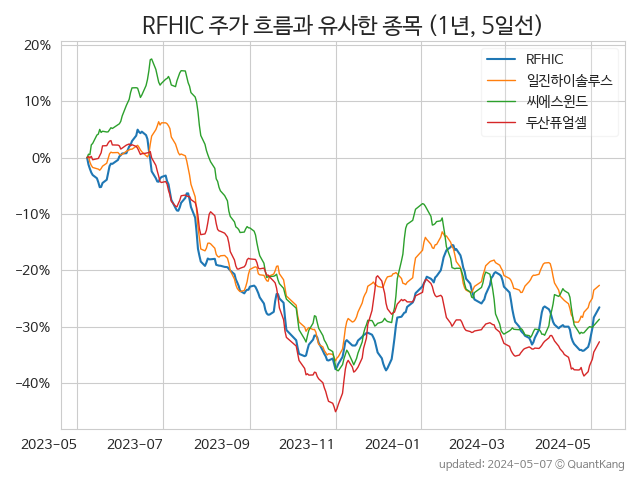 RFHIC 주가 흐름과 유사한 종목 (1년, 5일선)
20%
10%
0%
−10%
−20%
−30%
−40%
RFHIC
일진하이솔루스
씨에스윈드
두산퓨얼셀
2023-05 2023-07 2023-09 2023-11 2024-01 2024-03 2024-05
updated: 2024-05-07 © QuantKang